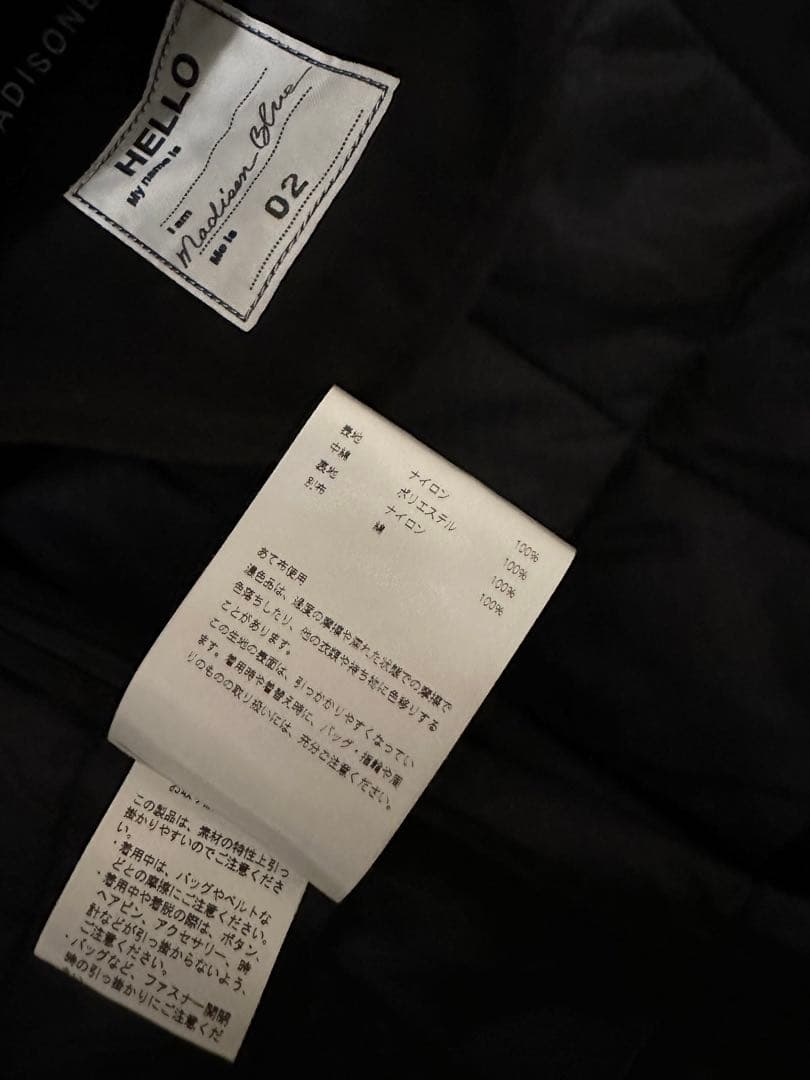 ADISON
HELLO
My name is
I am
Madison Blue
Me is
02
表地 ナイロン 100%
中綿 ポリエステル 100%
裏地 ナイロン 100%
別布 綿 100%
あて布使用
濃色品は、過度の摩擦や濡れた状態での摩擦で
色落ちしたり、他の衣類や持ち物に色移りする
ことがあります。
この生地の表面は、引っかかりやすくなってい
ます。着用時や着替え時に、バッグ・指輪や周
りのものの取り扱いには、充分ご注意ください。
この製品は、素材の特性上引っ
掛かりやすいのでご注意くださ
い。
・着用中は、バッグやベルトな
どとの摩擦にご注意ください。
・着用中や着脱の際は、ボタン、
ヘアピン、アクセサリー、時
計などが引っ掛からないよう、
ご注意ください。
・バッグなど、ファスナー開閉
時の引っ掛かりにご注意くだ